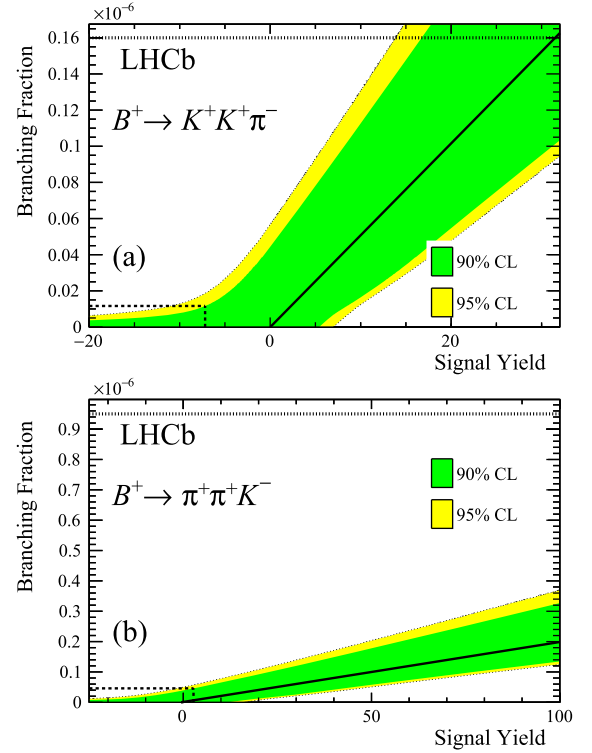 ×10⁻⁶
0.16
0.14
0.12
0.1
0.08
0.06
0.04
0.02
0
Branching Fraction
LHCb
B⁺→ K⁺K⁺π⁻
(a)
90% CL
95% CL
−20 0 20
Signal Yield
×10⁻⁶
0.9
0.8
0.7
0.6
0.5
0.4
0.3
0.2
0.1
0
Branching Fraction
LHCb
B⁺→ π⁺π⁺K⁻
(b)
90% CL
95% CL
0 50 100
Signal Yield